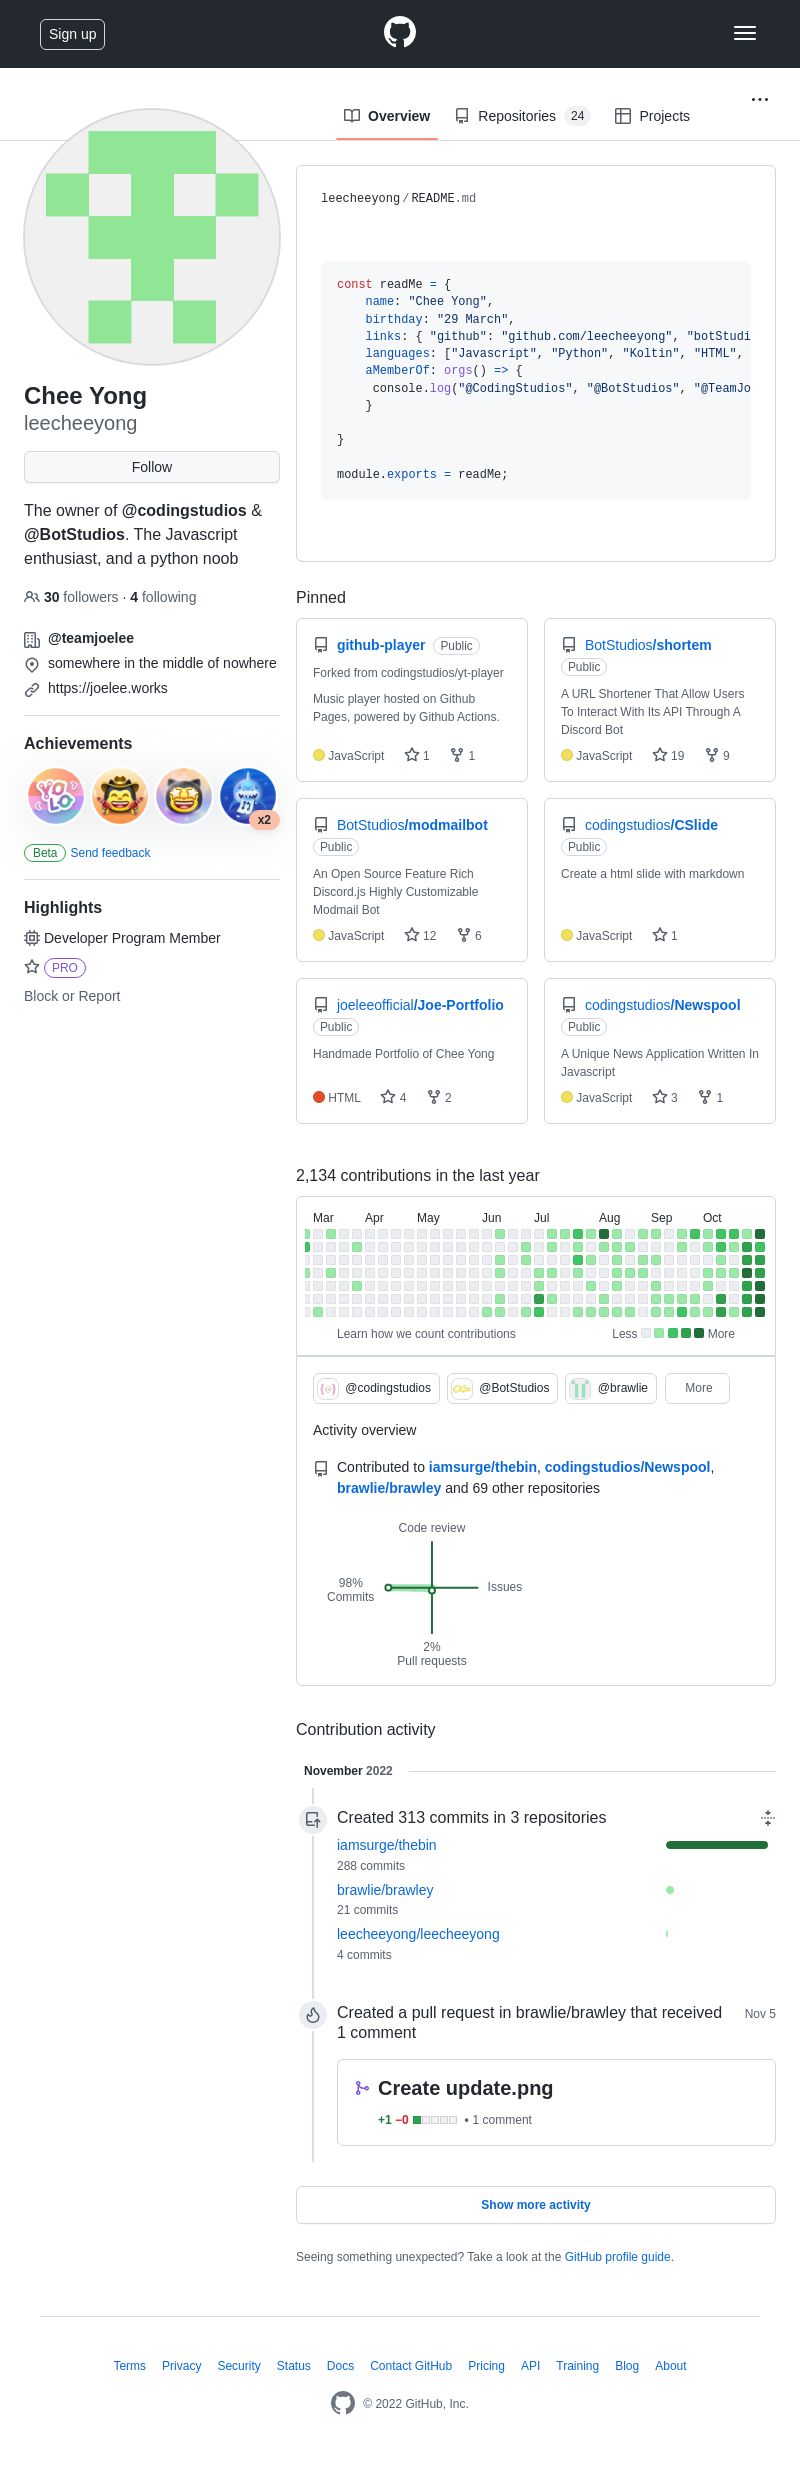 Sign up
Overview
Repositories 24
Projects
Chee Yong
leecheeyong
Follow
The owner of @codingstudios &
@BotStudios. The Javascript
enthusiast, and a python noob
30 followers · 4 following
@teamjoelee
somewhere in the middle of nowhere
https://joelee.works
Achievements
YOLO
x2
Beta Send feedback
Highlights
Developer Program Member
PRO
Block or Report
leecheeyong/README.md
const readMe = {
name: "Chee Yong",
birthday: "29 March",
links: { "github": "github.com/leecheeyong", "botStudi
languages: ["Javascript", "Python", "Koltin", "HTML",
aMemberOf: orgs() => {
console.log("@CodingStudios", "@BotStudios", "@TeamJo
}
}
module.exports = readMe;
Pinned
github-player Public
Forked from codingstudios/yt-player
Music player hosted on Github
Pages, powered by Github Actions.
JavaScript 1 1
BotStudios/shortem
Public
A URL Shortener That Allow Users
To Interact With Its API Through A
Discord Bot
JavaScript 19 9
BotStudios/modmailbot
Public
An Open Source Feature Rich
Discord.js Highly Customizable
Modmail Bot
JavaScript 12 6
codingstudios/CSlide
Public
Create a html slide with markdown
JavaScript 1
joeleeofficial/Joe-Portfolio
Public
Handmade Portfolio of Chee Yong
HTML 4 2
codingstudios/Newspool
Public
A Unique News Application Written In
Javascript
JavaScript 3 1
2,134 contributions in the last year
Mar Apr May Jun Jul Aug Sep Oct
Learn how we count contributions
Less More
@codingstudios
@BotStudios
@brawlie
More
Activity overview
Contributed to iamsurge/thebin, codingstudios/Newspool,
brawlie/brawley and 69 other repositories
Code review
98%
Commits
Issues
2%
Pull requests
Contribution activity
November 2022
Created 313 commits in 3 repositories
iamsurge/thebin
288 commits
brawlie/brawley
21 commits
leecheeyong/leecheeyong
4 commits
Created a pull request in brawlie/brawley that received
1 comment
Nov 5
Create update.png
+1 −0 • 1 comment
Show more activity
Seeing something unexpected? Take a look at the GitHub profile guide.
Terms Privacy Security Status Docs Contact GitHub Pricing API Training Blog About
© 2022 GitHub, Inc.